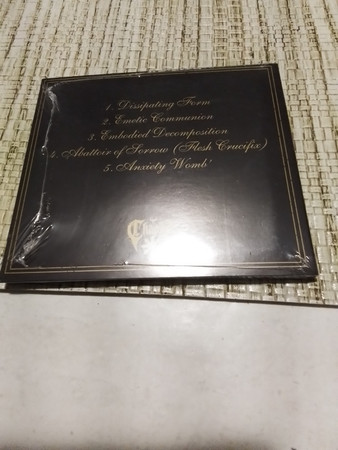 1. Dissipating Form
2. Emetic Communion
3. Embodied Decomposition
4. Abattoir of Sorrow (Flesh Crucifix)
5. Anxiety Womb